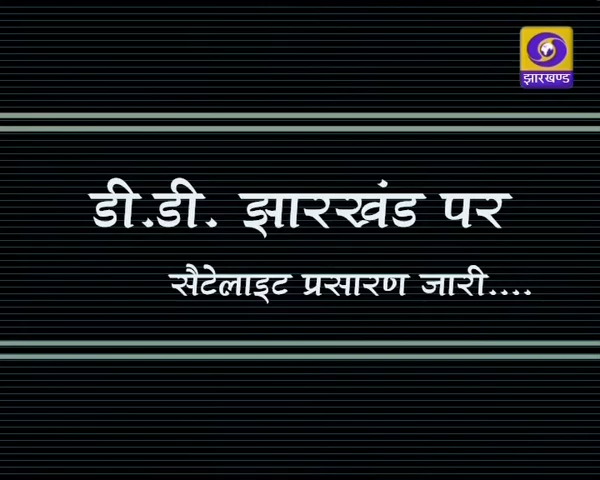 झारखण्ड
डी.डी. झारखंड पर
सैटेलाइट प्रसारण जारी....